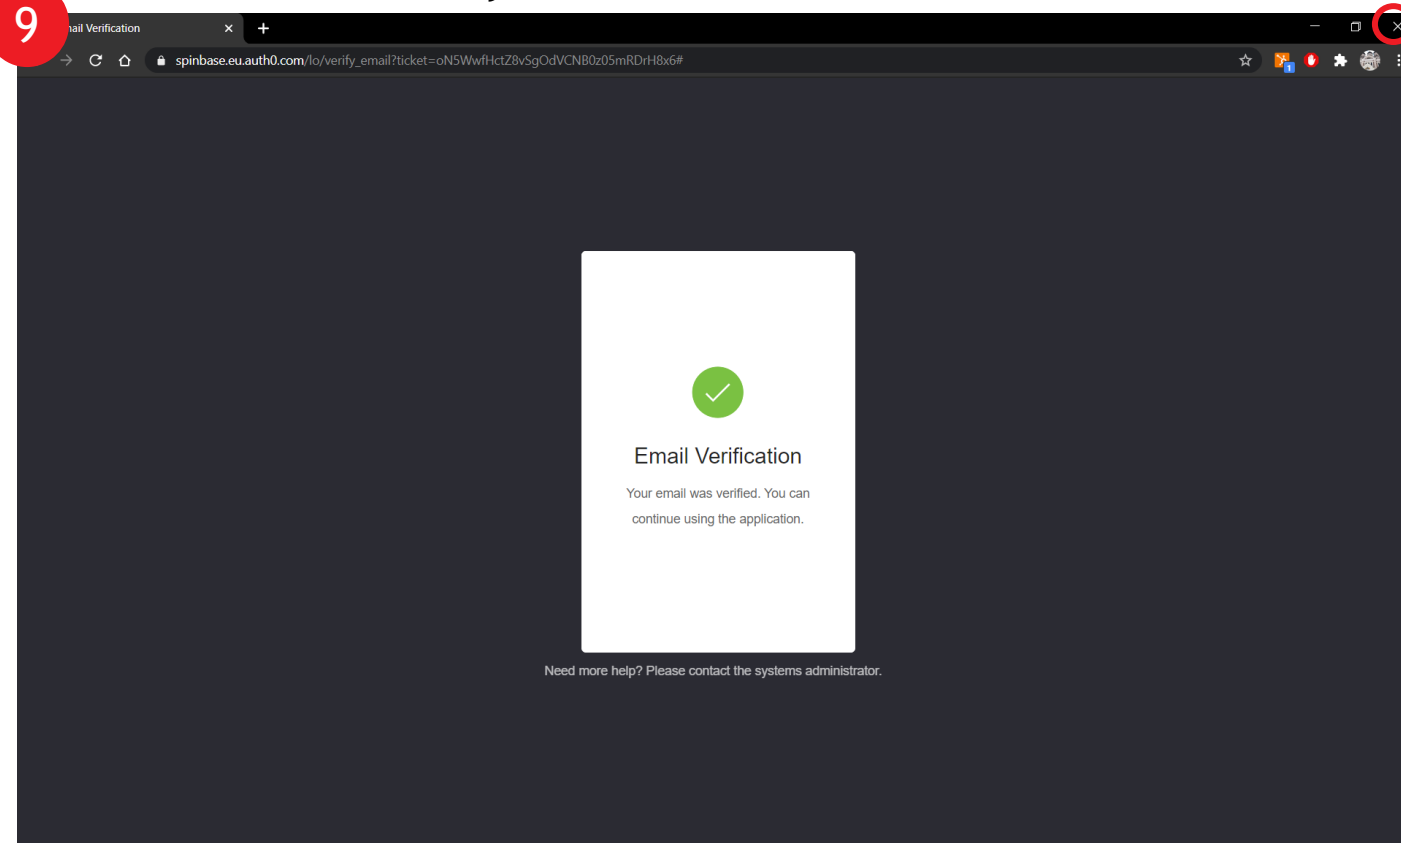 9
ail Verification
spinbase.eu.auth0.com/lo/verify_email?ticket=oN5WwfHctZ8vSgOdVCNB0z05mRDrH8x6#
1
Email Verification
Your email was verified. You can
continue using the application.
Need more help? Please contact the systems administrator.